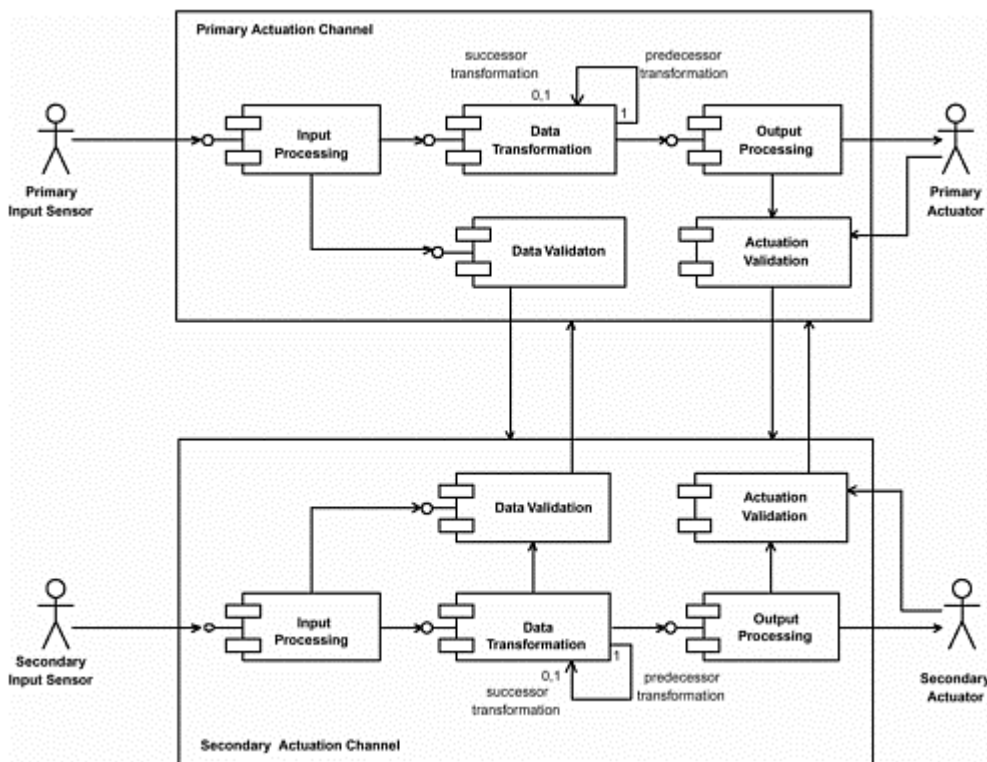 Primary Actuation Channel
successor
transformation
predecessor
transformation
0,1
1
Input
Processing
Data
Transformation
Output
Processing
Primary
Input Sensor
Primary
Actuator
Data Validaton
Actuation
Validation
Data Validation
Actuation
Validation
Input
Processing
Data
Transformation
Output
Processing
Secondary
Input Sensor
Secondary
Actuator
0,1
1
successor
transformation
predecessor
transformation
Secondary Actuation Channel